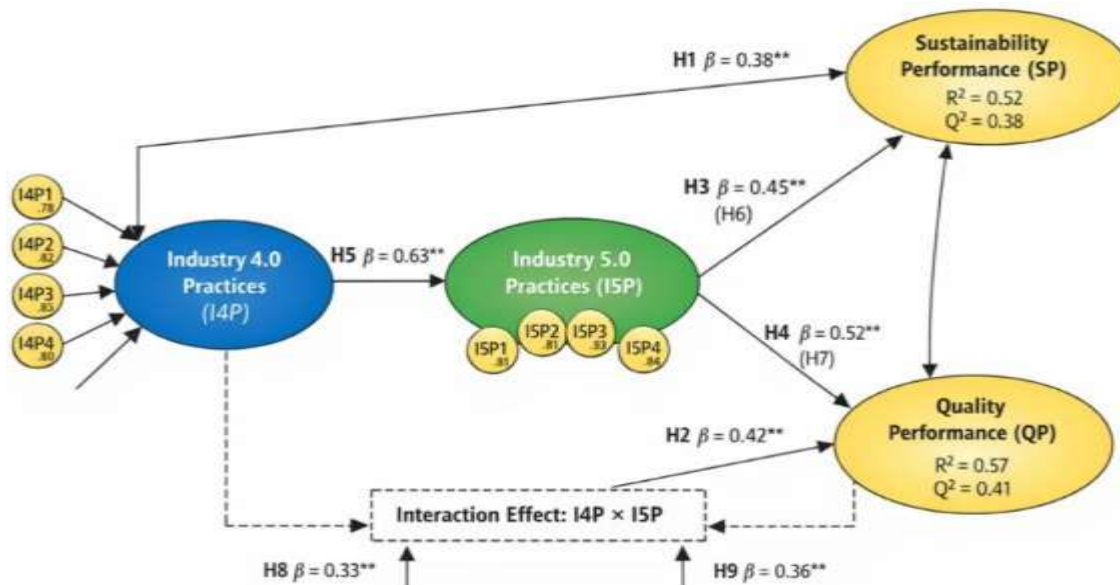 Sustainability
Performance (SP)
R² = 0.52
Q² = 0.38
H1 β = 0.38**
H3 β = 0.45**
(H6)
I4P1
.78
I4P2
.82
I4P3
.85
I4P4
.80
Industry 4.0
Practices
(I4P)
H5 β = 0.63**
Industry 5.0
Practices (I5P)
I5P1
.81
I5P2
.81
I5P3
.93
I5P4
.84
H4 β = 0.52**
(H7)
H2 β = 0.42**
Quality
Performance (QP)
R² = 0.57
Q² = 0.41
Interaction Effect: I4P × I5P
H8 β = 0.33**
H9 β = 0.36**